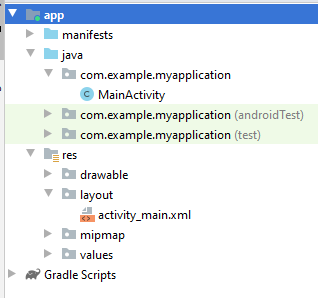 app
manifests
java
com.example.myapplication
MainActivity
com.example.myapplication (androidTest)
com.example.myapplication (test)
res
drawable
layout
activity_main.xml
mipmap
values
Gradle Scripts